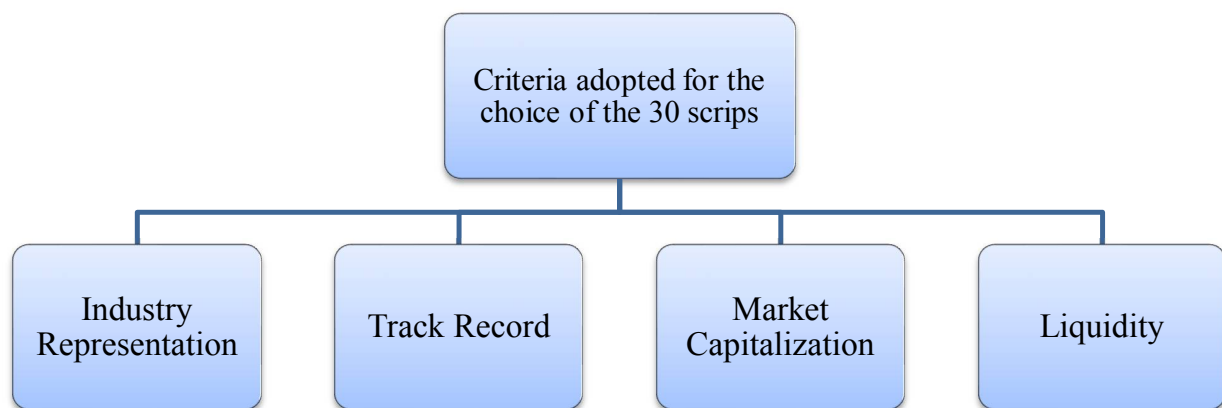 Criteria adopted for the
choice of the 30 scrips
Industry
Representation
Track Record
Market
Capitalization
Liquidity